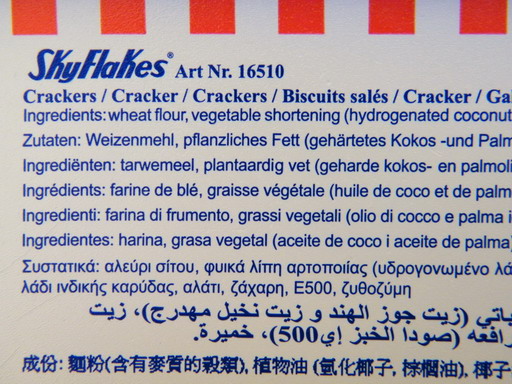 SkyFlakes® Art Nr. 16510
Crackers / Cracker / Crackers / Biscuits salés / Cracker / Gal
Ingredients: wheat flour, vegetable shortening (hydrogenated coconut
Zutaten: Weizenmehl, pflanzliches Fett (gehärtetes Kokos -und Palm
Ingrediënten: tarwemeel, plantaardig vet (geharde kokos- en palmoli
Ingrédients: farine de blé, graisse végétale (huile de coco et de palm
Ingredienti: farina di frumento, grassi vegetali (olio di cocco e palma i
Ingredientes: harina, grasa vegetal (aceite de coco i aceite de palma)
Συστατικά: αλεύρι σίτου, φυικά λίπη αρτοποιίας (υδρογονωμένο λά
λάδι ινδικής καρύδας, αλάτι, ζάχαρη, E500, ζυθοζύμη
باتي (زيت جوز الهند و زيت نخيل مهدرج)، زيت
رافعه (صودا الخبز إي500)، خميرة.
成份: 麵粉(含有麥質的穀類), 植物油 (氫化椰子, 棕櫚油), 椰子